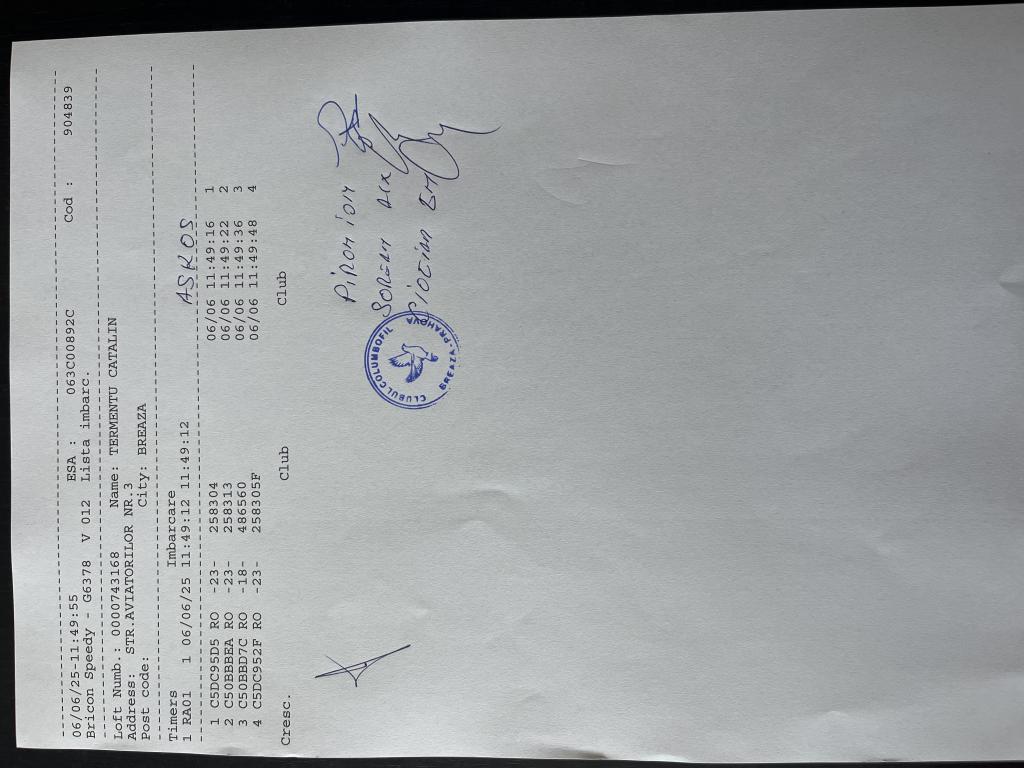 --------------------------------------------------------------------------------
06/06/25-11:49:55 ESA : 063C00892C Cod : 904839
Bricon Speedy - G6378 V 012 Lista imbarc.
--------------------------------------------------------------------------------
Loft Numb.: 0000743168 Name: TERMENTU CATALIN
Address: STR.AVIATORILOR NR.3
Post code: City: BREAZA
--------------------------------------------------------------------------------
Timers Imbarcare
1 RA01 1 06/06/25 11:49:12 11:49:12 ASROS
--------------------------------------------------------------------------------
1 C5DC95D5 RO -23- 258304 06/06 11:49:16 1
2 C50BBBEA RO -23- 258313 06/06 11:49:22 2
3 C50BBD7C RO -18- 486560 06/06 11:49:36 3
4 C5DC952F RO -23- 258305F 06/06 11:49:48 4
Cresc. Club Club
PIRON ION
SORIAN ALX
CLUBUL COLUMBOFIL
BREAZA-PRAHOVA